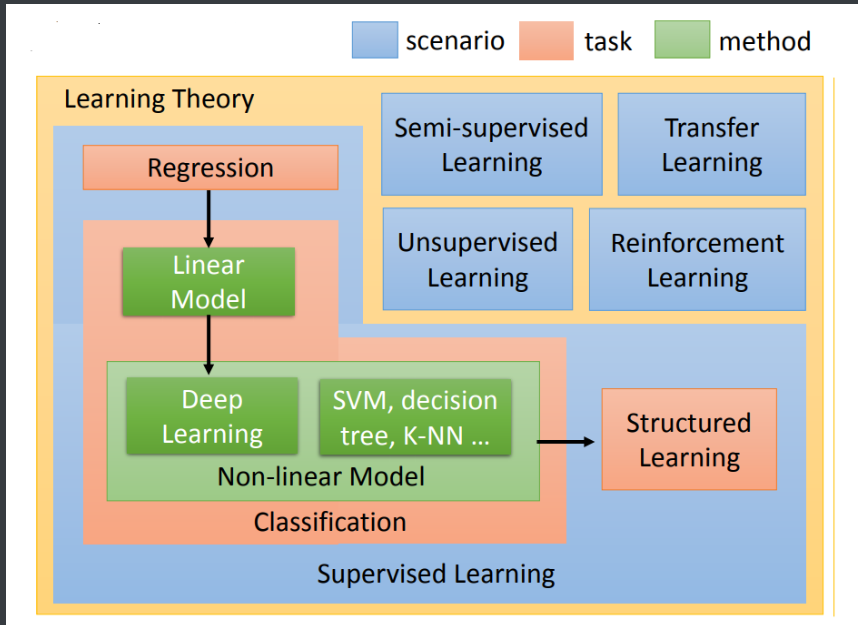 scenario
task
method
Learning Theory
Semi-supervised
Learning
Transfer
Learning
Regression
Unsupervised
Learning
Reinforcement
Learning
Linear
Model
Deep
Learning
SVM, decision
tree, K-NN ...
Structured
Learning
Non-linear Model
Classification
Supervised Learning